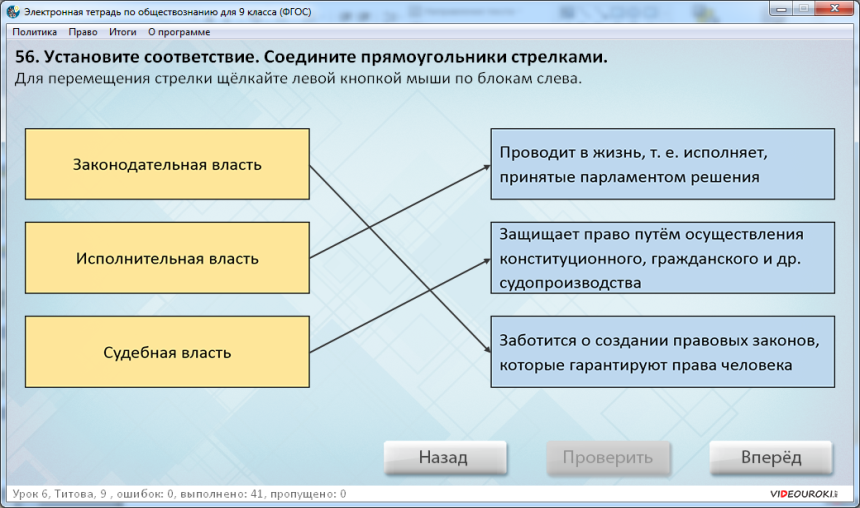 Электронная тетрадь по обществознанию для 9 класса (ФГОС)
Политика Право Итоги О программе
56. Установите соответствие. Соедините прямоугольники стрелками.
Для перемещения стрелки щёлкайте левой кнопкой мыши по блокам слева.
Законодательная власть
Исполнительная власть
Судебная власть
Проводит в жизнь, т. е. исполняет,
принятые парламентом решения
Защищает право путём осуществления
конституционного, гражданского и др.
судопроизводства
Заботится о создании правовых законов,
которые гарантируют права человека
Назад Проверить Вперёд
Урок 6, Титова, 9 , ошибок: 0, выполнено: 41, пропущено: 0
VIDEOUROKI